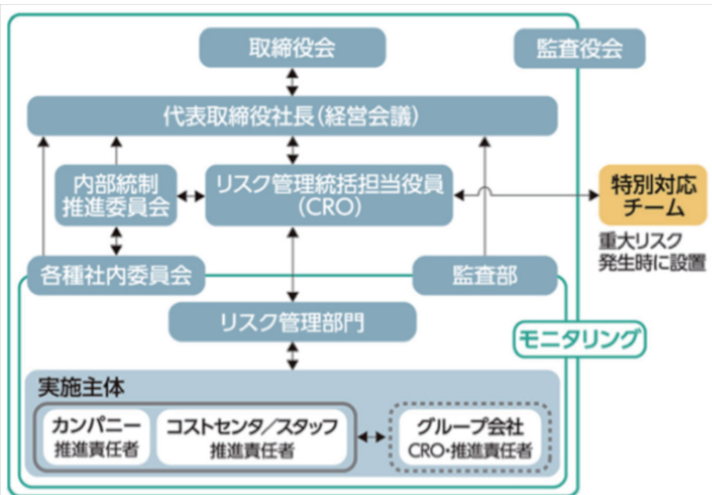 取締役会
監査役会
代表取締役社長(経営会議)
内部統制
推進委員会
リスク管理統括担当役員
(CRO)
特別対応
チーム
重大リスク
発生時に設置
各種社内委員会
監査部
リスク管理部門
モニタリング
実施主体
カンパニー
推進責任者
コストセンタ/スタッフ
推進責任者
グループ会社
CRO・推進責任者